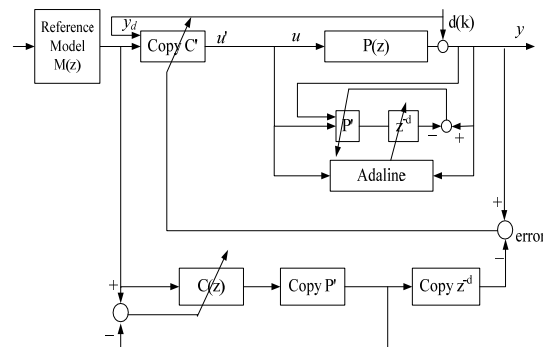 Reference
Model
M(z)
y_d
Copy C'
u'
u
P(z)
d(k)
y
P'
z^-d
−
+
Adaline
+
−
error
+
−
C(z)
Copy P'
Copy z^-d